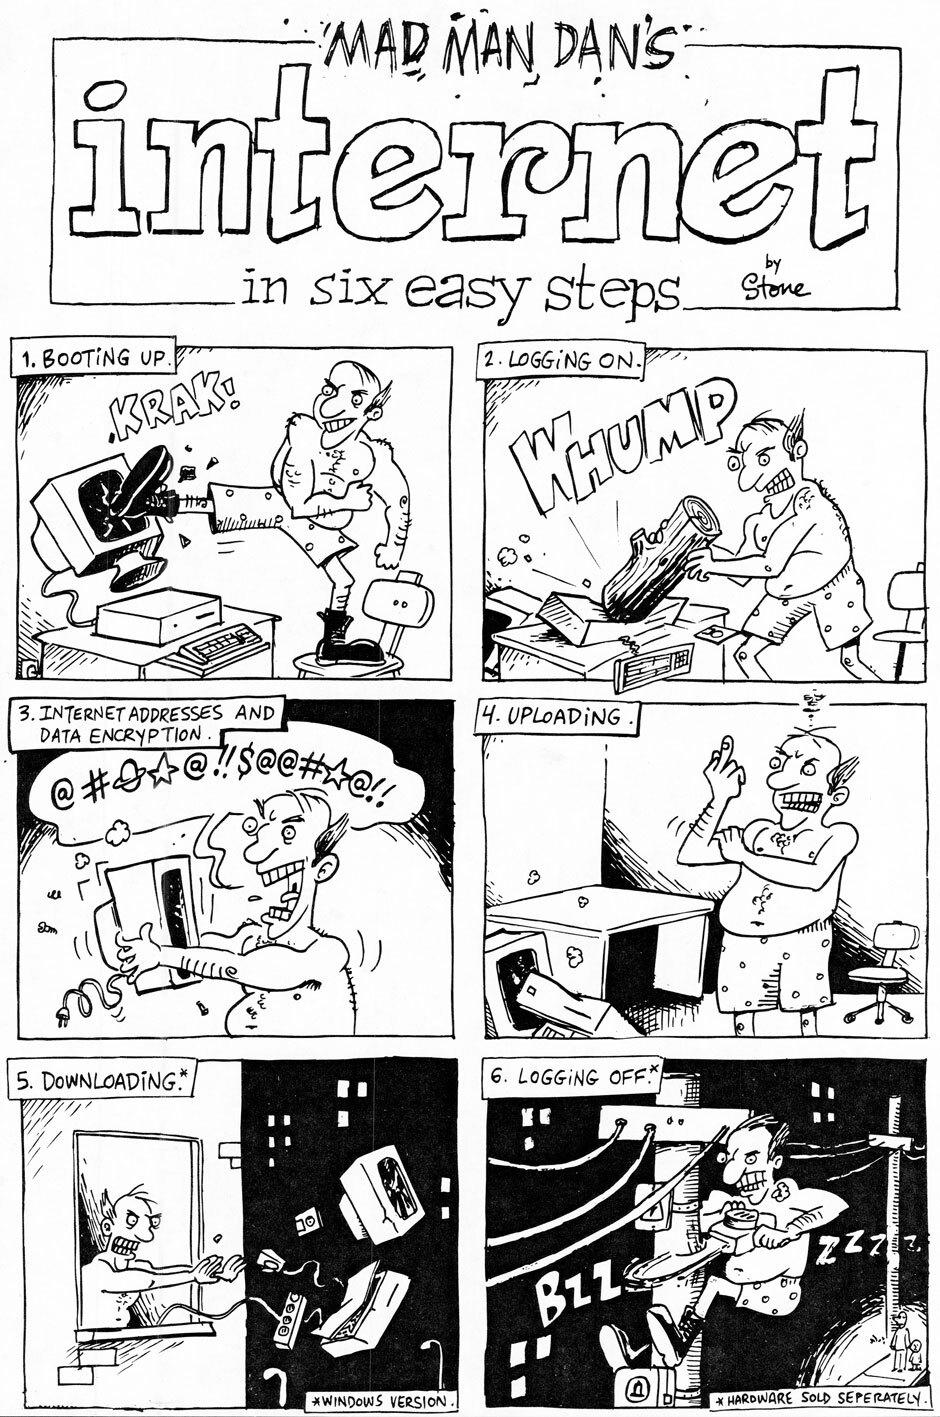 MAD MAN DAN'S
internet
in six easy steps
by
Stone
1. BOOTING UP.
KRAK!
2. LOGGING ON.
WHUMP
3. INTERNET ADDRESSES AND
DATA ENCRYPTION.
@#★@!!$@@#★@!!
4. UPLOADING.
5. DOWNLOADING.*
*WINDOWS VERSION.
6. LOGGING OFF.*
BZZ
ZZZZZ
*HARDWARE SOLD SEPERATELY.